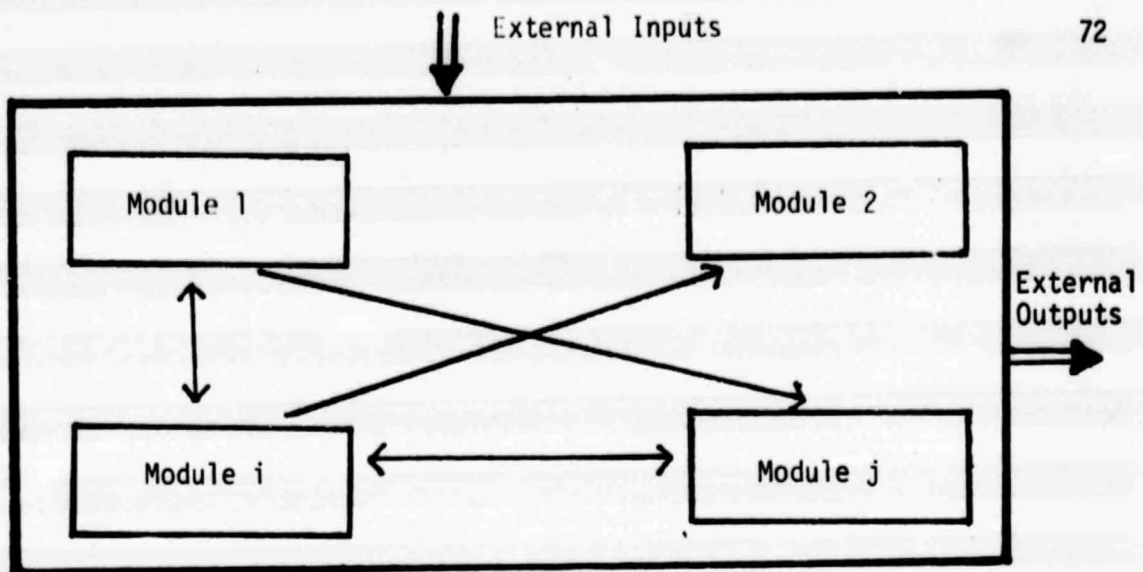 External Inputs
72
Module 1
Module 2
External
Outputs
Module i
Module j